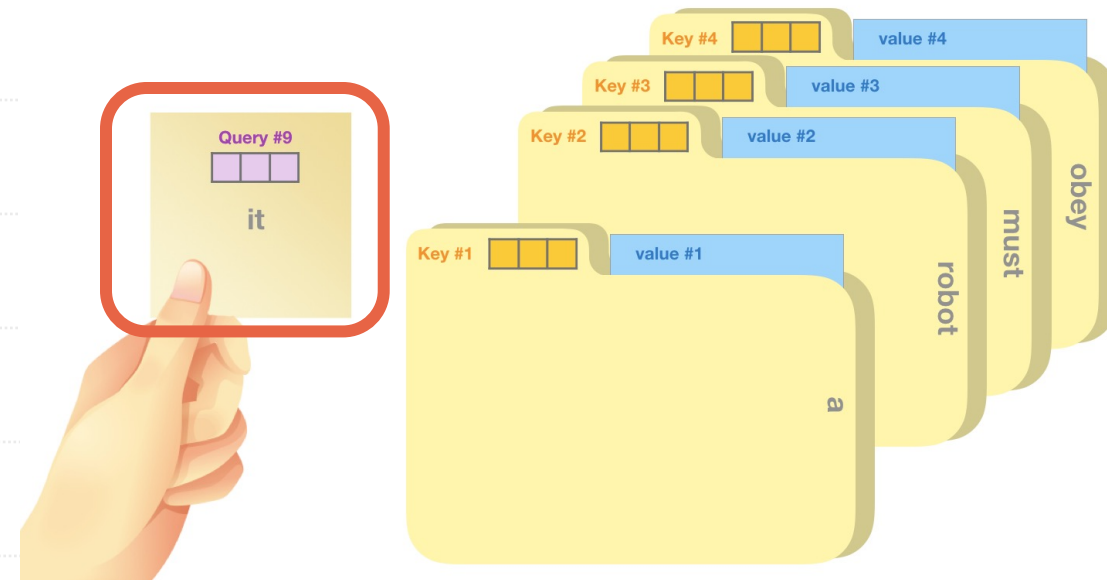 Query #9
it
Key #4
value #4
obey
Key #3
value #3
must
Key #2
value #2
robot
Key #1
value #1
a